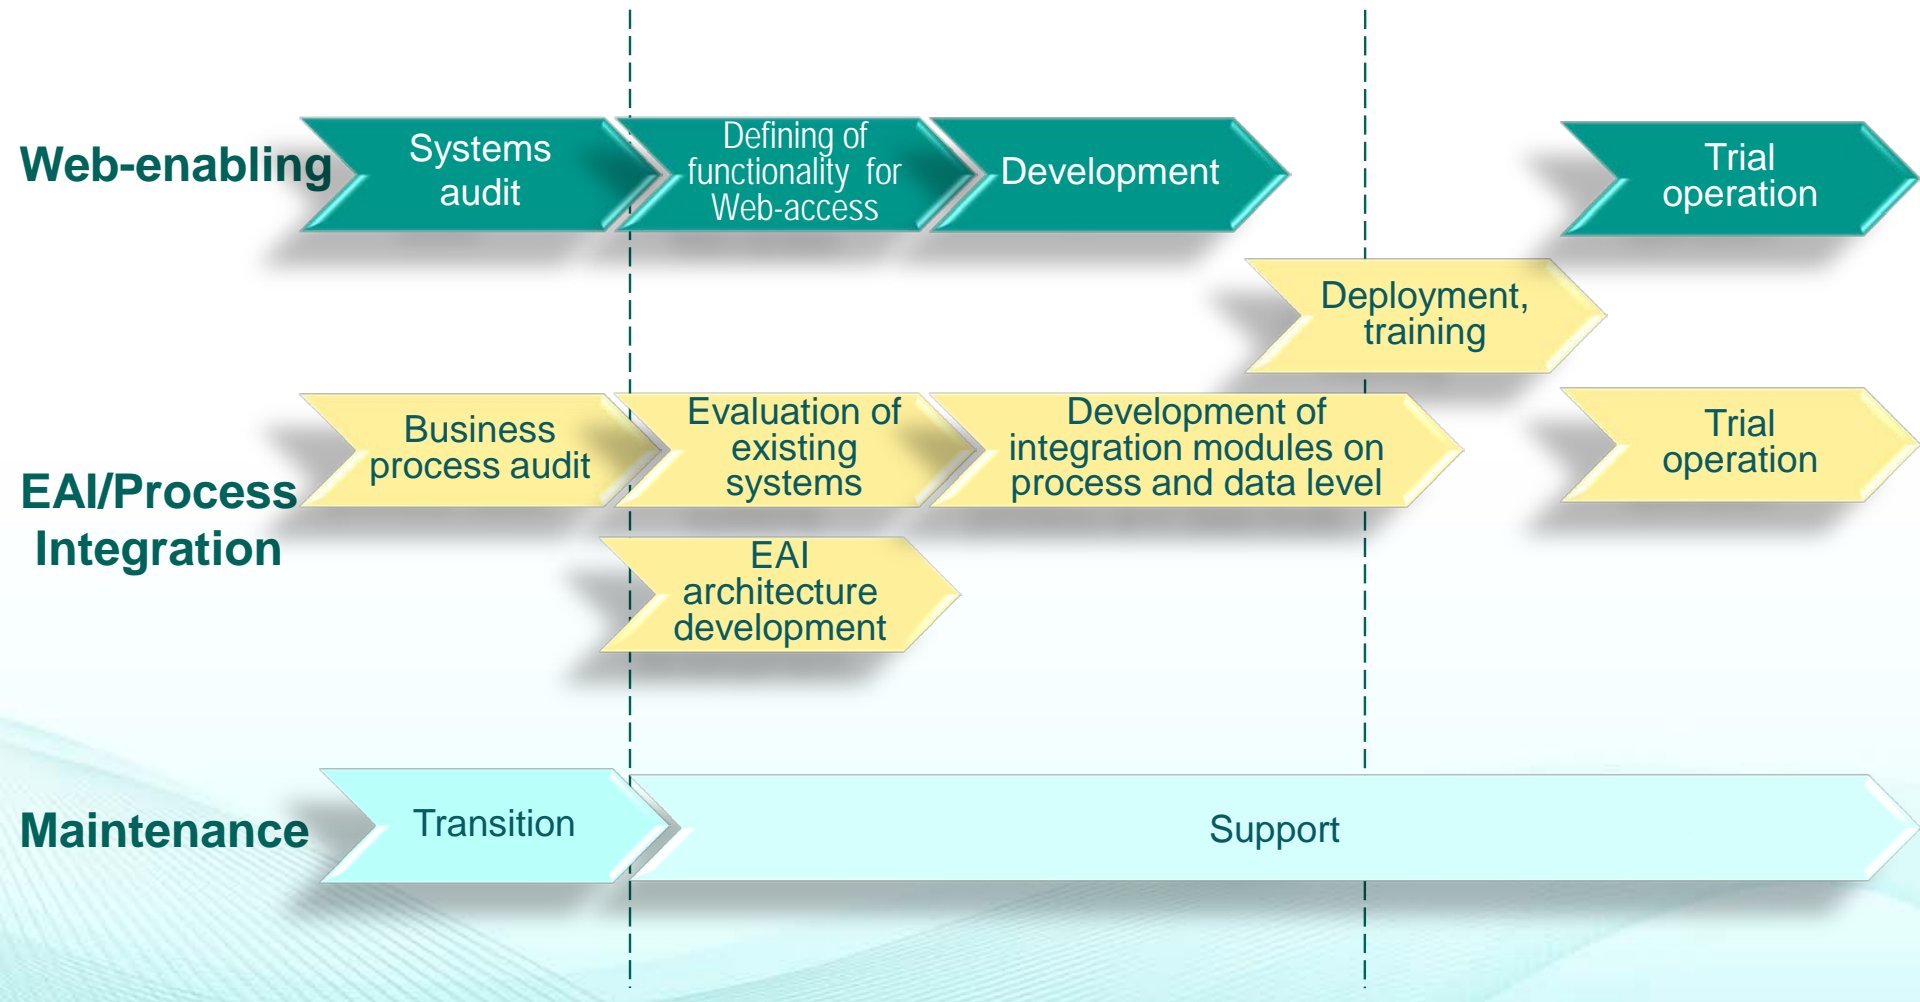 Web-enabling
Systems
audit
Defining of
functionality for
Web-access
Development
Trial
operation
Deployment,
training
EAI/Process
Integration
Business
process audit
Evaluation of
existing
systems
Development of
integration modules on
process and data level
Trial
operation
EAI
architecture
development
Maintenance
Transition
Support